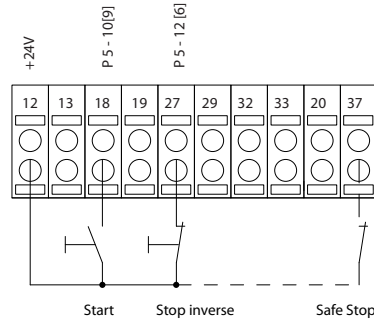 +24V
P 5 - 10[9]
P 5 - 12 [6]
12 13 18 19 27 29 32 33 20 37
Start Stop inverse Safe Stop